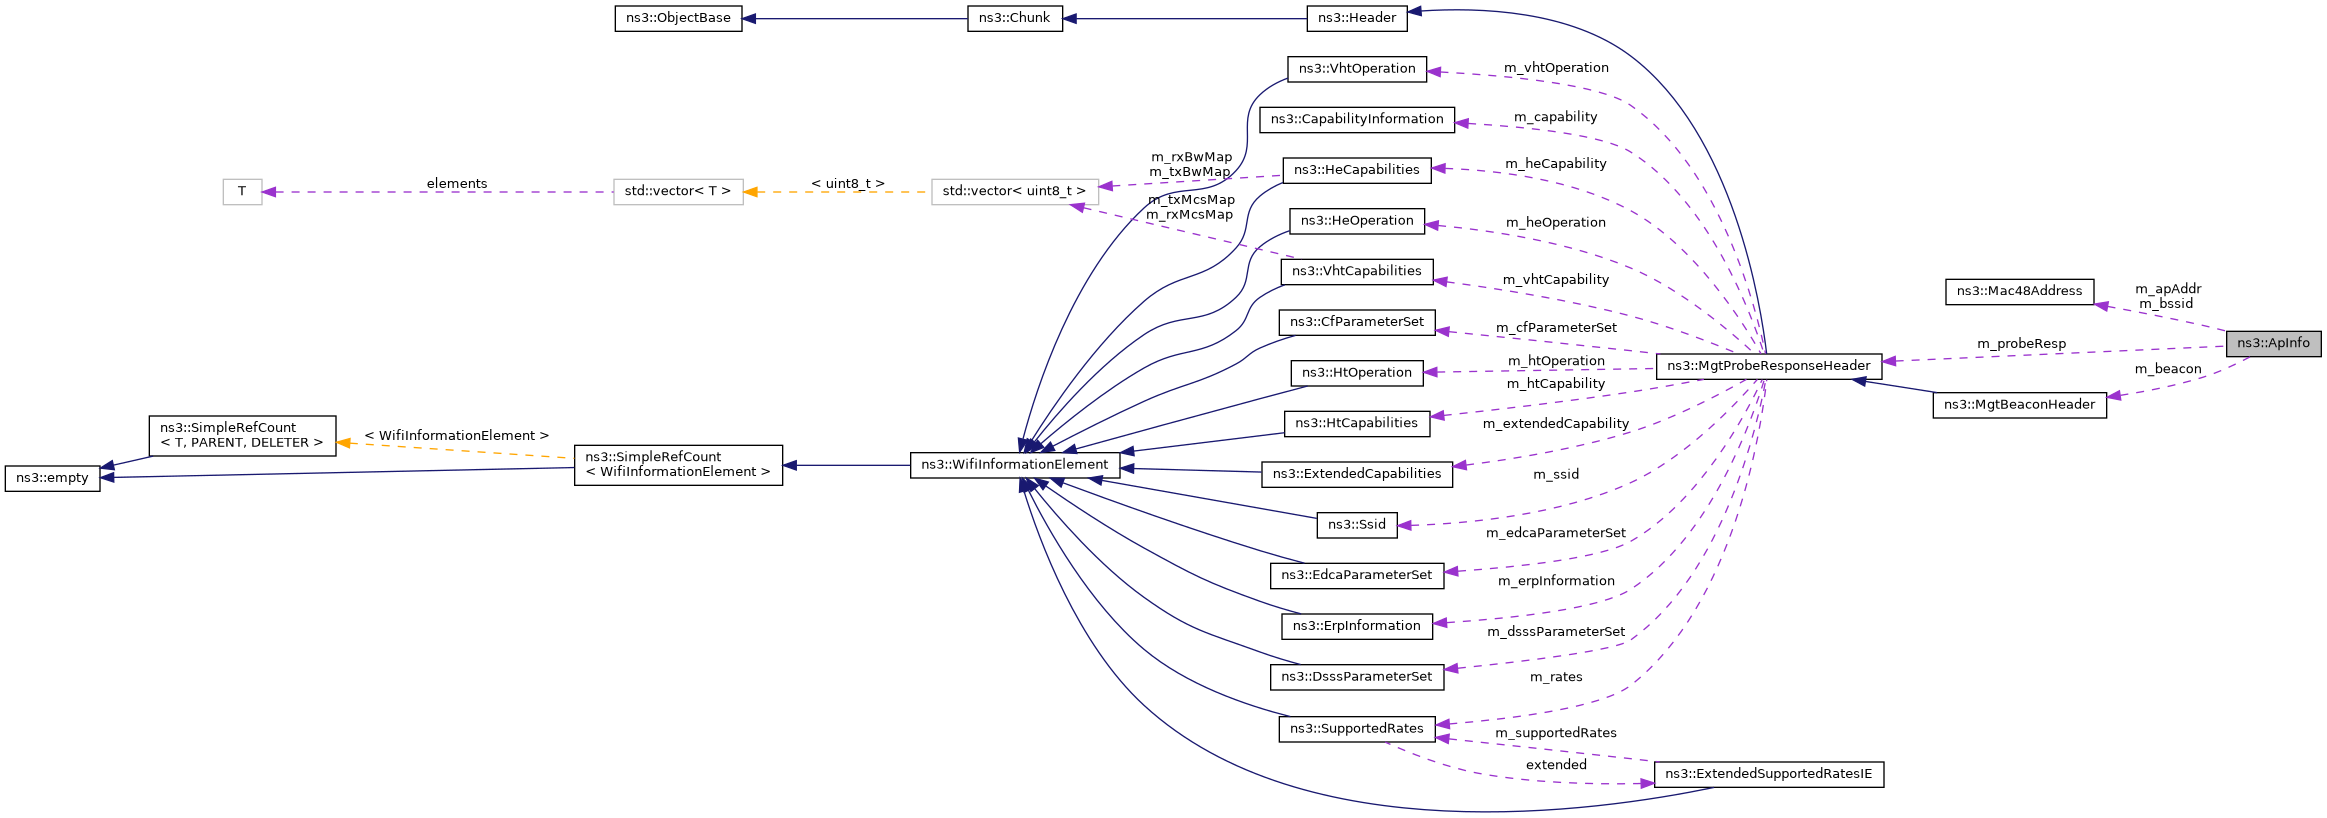 ns3::ObjectBase
ns3::Chunk
ns3::Header
ns3::VhtOperation
m_vhtOperation
ns3::CapabilityInformation
m_capability
m_rxBwMap
m_txBwMap
ns3::HeCapabilities
m_heCapability
T
elements
std::vector< T >
< uint8_t >
std::vector< uint8_t >
m_txMcsMap
m_rxMcsMap
ns3::HeOperation
m_heOperation
ns3::VhtCapabilities
m_vhtCapability
ns3::Mac48Address
m_apAddr
m_bssid
ns3::CfParameterSet
m_cfParameterSet
ns3::ApInfo
m_probeResp
ns3::HtOperation
m_htOperation
ns3::MgtProbeResponseHeader
m_beacon
m_htCapability
ns3::MgtBeaconHeader
ns3::HtCapabilities
m_extendedCapability
ns3::SimpleRefCount
< T, PARENT, DELETER >
< WifiInformationElement >
ns3::SimpleRefCount
< WifiInformationElement >
ns3::WifiInformationElement
ns3::empty
ns3::ExtendedCapabilities
m_ssid
ns3::Ssid
m_edcaParameterSet
ns3::EdcaParameterSet
m_erpInformation
ns3::ErpInformation
m_dsssParameterSet
ns3::DsssParameterSet
m_rates
ns3::SupportedRates
m_supportedRates
extended
ns3::ExtendedSupportedRatesIE